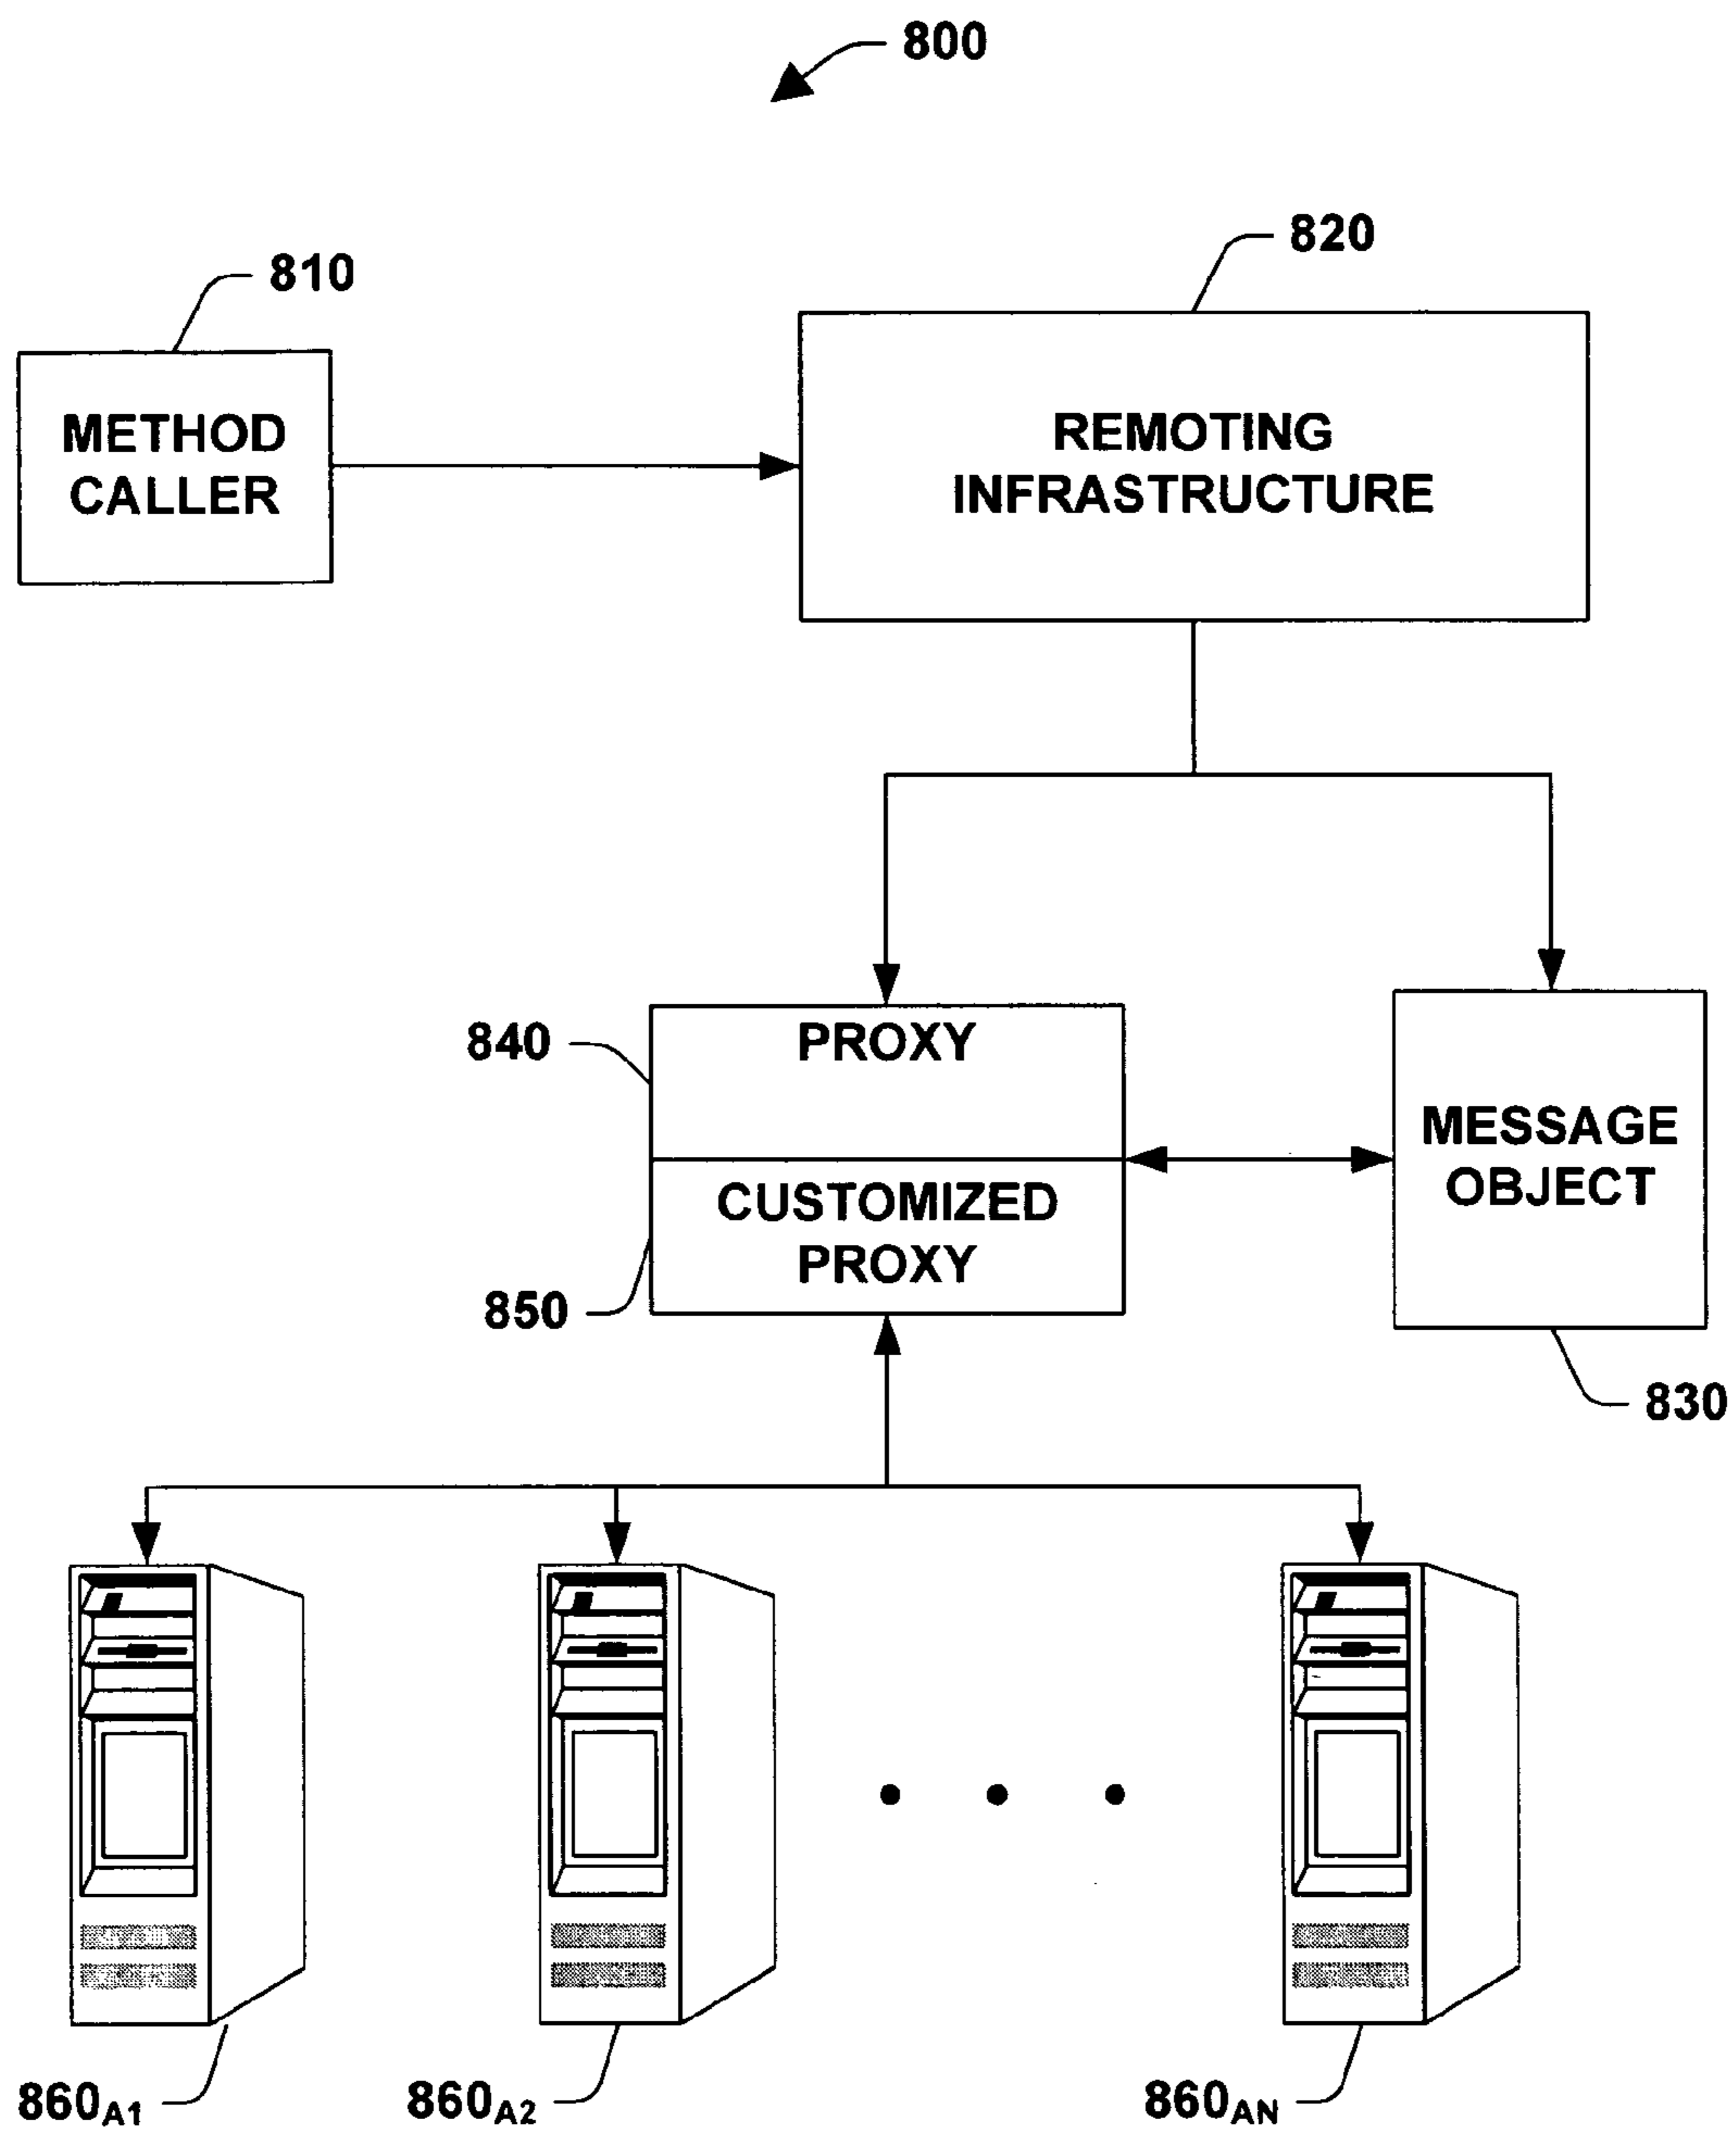 800
820
810
METHOD
CALLER
REMOTING
INFRASTRUCTURE
840
PROXY
MESSAGE
OBJECT
CUSTOMIZED
PROXY
850
830
860A1
860A2
860AN